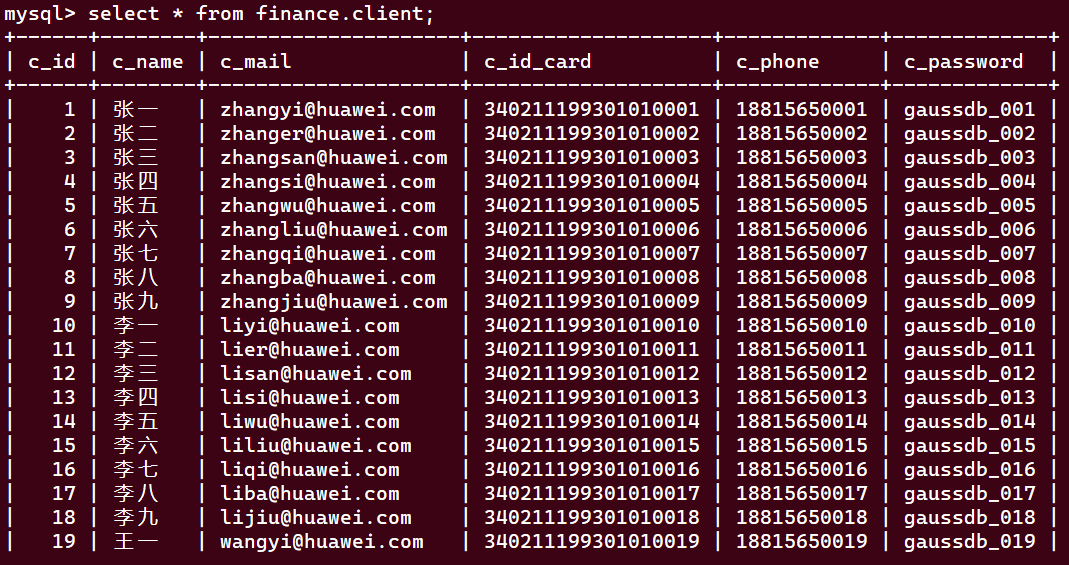 mysql> select * from finance.client;
+------+--------+---------------------+--------------------+-------------+--------------+
| c_id | c_name | c_mail              | c_id_card          | c_phone     | c_password   |
+------+--------+---------------------+--------------------+-------------+--------------+
|    1 | 张一   | zhangyi@huawei.com  | 340211199301010001 | 18815650001 | gaussdb_001 |
|    2 | 张二   | zhanger@huawei.com  | 340211199301010002 | 18815650002 | gaussdb_002 |
|    3 | 张三   | zhangsan@huawei.com | 340211199301010003 | 18815650003 | gaussdb_003 |
|    4 | 张四   | zhangsi@huawei.com  | 340211199301010004 | 18815650004 | gaussdb_004 |
|    5 | 张五   | zhangwu@huawei.com  | 340211199301010005 | 18815650005 | gaussdb_005 |
|    6 | 张六   | zhangliu@huawei.com | 340211199301010006 | 18815650006 | gaussdb_006 |
|    7 | 张七   | zhangqi@huawei.com  | 340211199301010007 | 18815650007 | gaussdb_007 |
|    8 | 张八   | zhangba@huawei.com  | 340211199301010008 | 18815650008 | gaussdb_008 |
|    9 | 张九   | zhangjiu@huawei.com | 340211199301010009 | 18815650009 | gaussdb_009 |
|   10 | 李一   | liyi@huawei.com     | 340211199301010010 | 18815650010 | gaussdb_010 |
|   11 | 李二   | lier@huawei.com     | 340211199301010011 | 18815650011 | gaussdb_011 |
|   12 | 李三   | lisan@huawei.com    | 340211199301010012 | 18815650012 | gaussdb_012 |
|   13 | 李四   | lisi@huawei.com     | 340211199301010013 | 18815650013 | gaussdb_013 |
|   14 | 李五   | liwu@huawei.com     | 340211199301010014 | 18815650014 | gaussdb_014 |
|   15 | 李六   | liliu@huawei.com    | 340211199301010015 | 18815650015 | gaussdb_015 |
|   16 | 李七   | liqi@huawei.com     | 340211199301010016 | 18815650016 | gaussdb_016 |
|   17 | 李八   | liba@huawei.com     | 340211199301010017 | 18815650017 | gaussdb_017 |
|   18 | 李九   | lijiu@huawei.com    | 340211199301010018 | 18815650018 | gaussdb_018 |
|   19 | 王一   | wangyi@huawei.com   | 340211199301010019 | 18815650019 | gaussdb_019 |